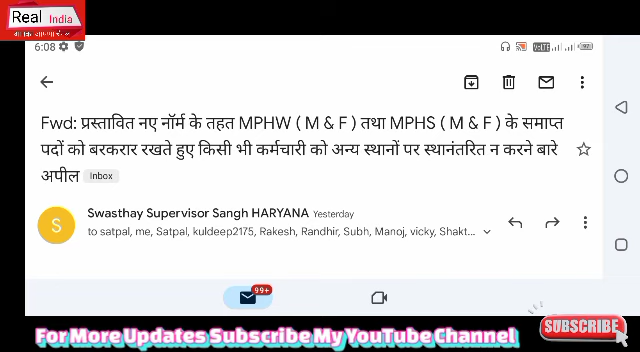 Real India
6:08
VoLTE
Fwd: प्रस्तावित नए नॉर्म के तहत MPHW ( M & F ) तथा MPHS ( M & F ) के समाप्त
पदों को बरकरार रखते हुए किसी भी कर्मचारी को अन्य स्थानों पर स्थानंतरित न करने बारे
अपील Inbox
S
Swasthay Supervisor Sangh HARYANA Yesterday
to satpal, me, Satpal, kuldeep2175, Rakesh, Randhir, Subh, Manoj, vicky, Shakt...
99+
For More Updates Subscribe My YouTube Channel
SUBSCRIBE